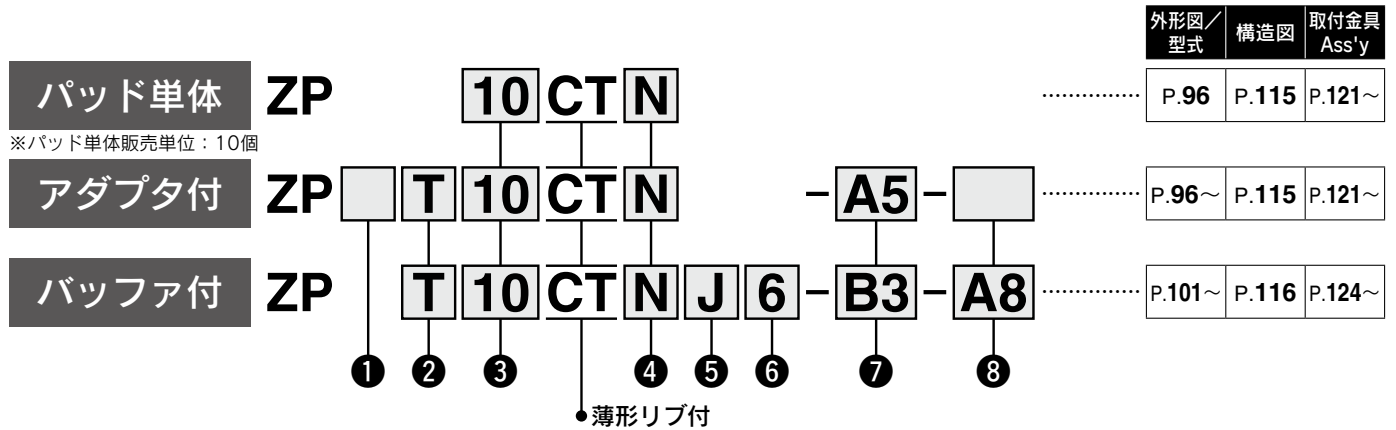 外形図／型式 構造図 取付金具Ass'y
パッド単体 ZP 10 CT N …………… P.96 P.115 P.121～
※パッド単体販売単位：10個
アダプタ付 ZP T 10 CT N －A5－ …………… P.96～ P.115 P.121～
バッファ付 ZP T 10 CT N J 6－B3－A8 …………… P.101～ P.116 P.124～
❶ ❷ ❸ ❹ ❺ ❻ ❼ ❽
●薄形リブ付